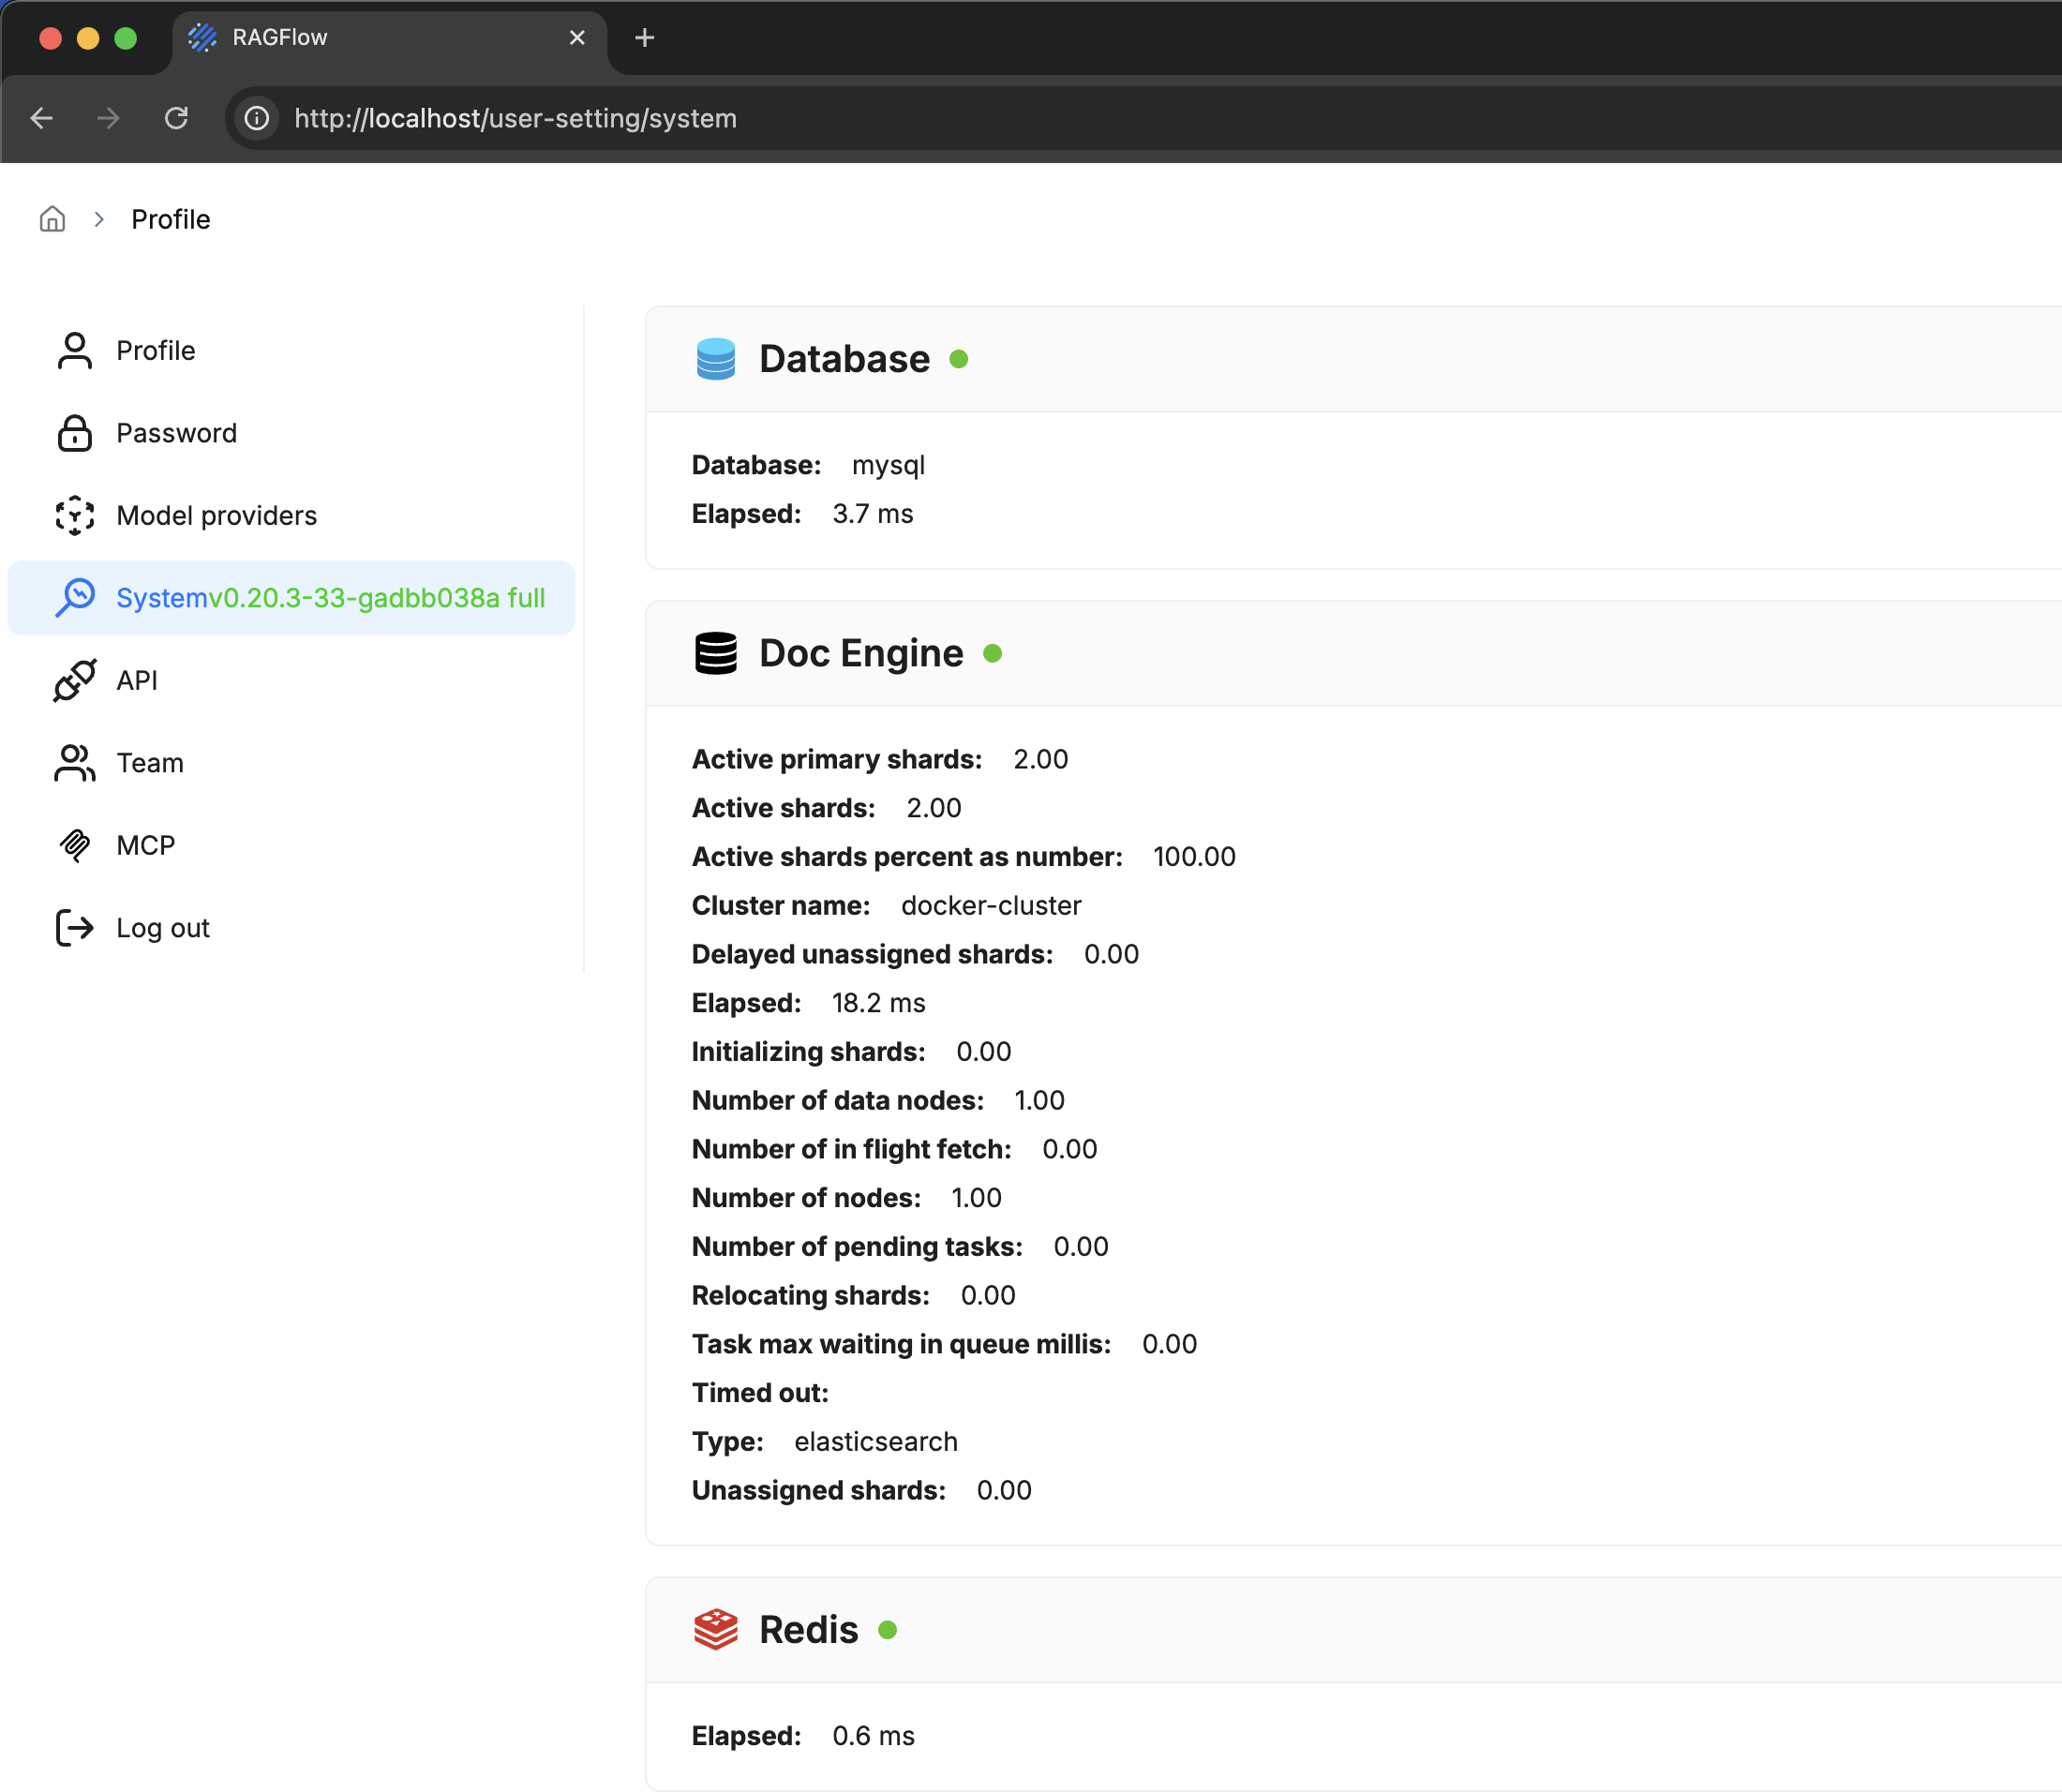 RAGFlow
http://localhost/user-setting/system
Profile
Profile
Password
Model providers
Systemv0.20.3-33-gadbb038a full
API
Team
MCP
Log out
Database
Database: mysql
Elapsed: 3.7 ms
Doc Engine
Active primary shards: 2.00
Active shards: 2.00
Active shards percent as number: 100.00
Cluster name: docker-cluster
Delayed unassigned shards: 0.00
Elapsed: 18.2 ms
Initializing shards: 0.00
Number of data nodes: 1.00
Number of in flight fetch: 0.00
Number of nodes: 1.00
Number of pending tasks: 0.00
Relocating shards: 0.00
Task max waiting in queue millis: 0.00
Timed out:
Type: elasticsearch
Unassigned shards: 0.00
Redis
Elapsed: 0.6 ms